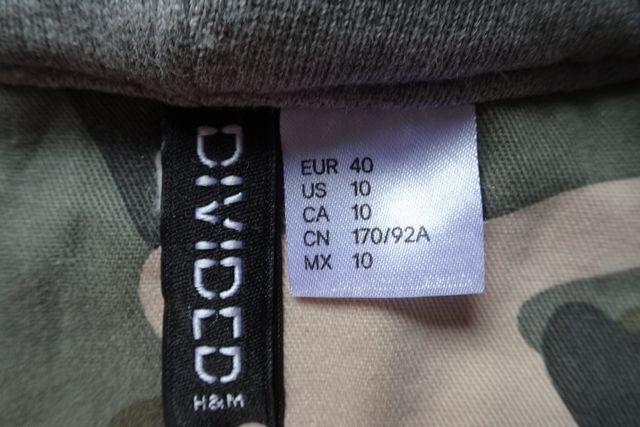 DIVIDED
H&M
EUR 40
US 10
CA 10
CN 170/92A
MX 10